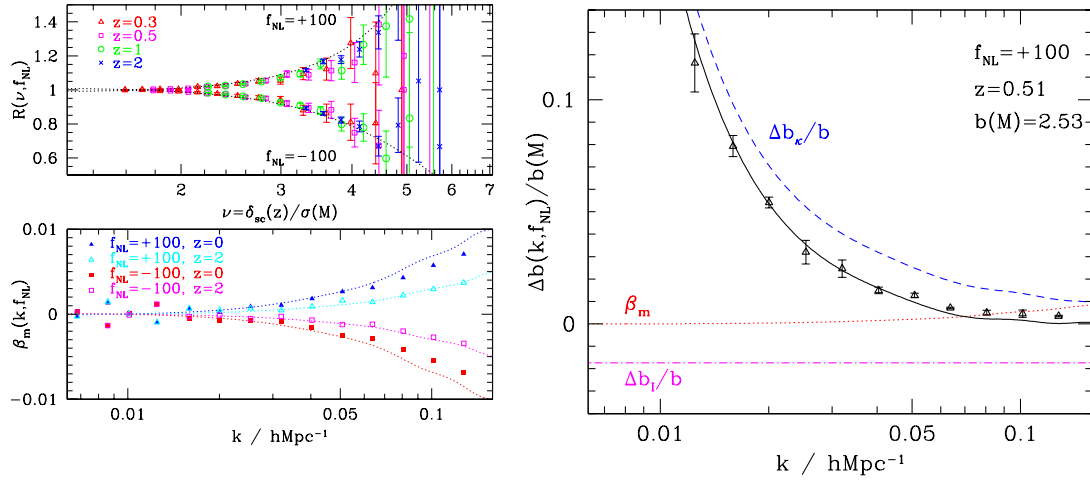 1.4
1.2
1
0.8
0.6
R(ν,f_NL)
z=0.3
z=0.5
z=1
z=2
f_NL=+100
f_NL=−100
2 3 4 5 6 7
ν=δ_sc(z)/σ(M)
0.01
0
−0.01
β_m(k,f_NL)
f_NL=+100, z=0
f_NL=+100, z=2
f_NL=−100, z=0
f_NL=−100, z=2
0.01 0.05 0.1
k / hMpc⁻¹
0.1
0
Δb(k,f_NL)/b(M)
f_NL=+100
z=0.51
b(M)=2.53
Δb_κ/b
β_m
Δb_I/b
0.01 0.05 0.1
k / hMpc⁻¹